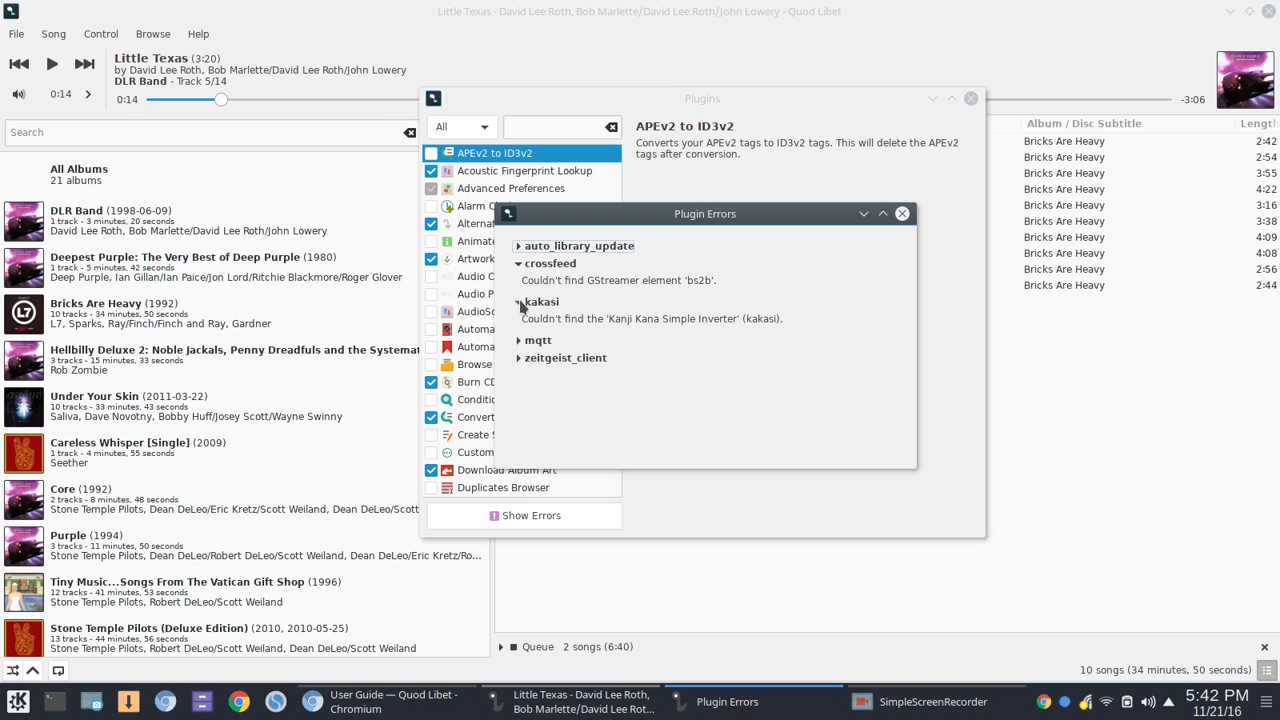 Little Texas - David Lee Roth, Bob Marlette/David Lee Roth/John Lowery - Quod Libet
File Song Control Browse Help
Little Texas (3:20)
by David Lee Roth, Bob Marlette/David Lee Roth/John Lowery
DLR Band - Track 5/14
0:14
0:14
-3:06
Search
All Albums
21 albums
DLR Band (1998-06-09)
1 track - 3 minutes, 20 seconds
David Lee Roth, Bob Marlette/David Lee Roth/John Lowery
Deepest Purple: The Very Best of Deep Purple (1980)
1 track - 5 minutes, 42 seconds
Deep Purple, Ian Gillan/Ian Paice/Jon Lord/Ritchie Blackmore/Roger Glover
Bricks Are Heavy (1992)
10 tracks - 34 minutes, 50 seconds
L7, Sparks, Ray/Finch/Finch and Ray, Gardner
Hellbilly Deluxe 2: Noble Jackals, Penny Dreadfuls and the Systemat
Rob Zombie
Under Your Skin (2011-03-22)
10 tracks - 33 minutes, 43 seconds
Saliva, Dave Novotny, Bobby Huff/Josey Scott/Wayne Swinny
Careless Whisper [Single] (2009)
1 track - 4 minutes, 55 seconds
Seether
Core (1992)
2 tracks - 8 minutes, 48 seconds
Stone Temple Pilots, Dean DeLeo/Eric Kretz/Scott Weiland, Dean DeLeo/Scott
Purple (1994)
3 tracks - 11 minutes, 50 seconds
Stone Temple Pilots, Dean DeLeo/Robert DeLeo/Scott Weiland, Dean DeLeo/Eric Kretz/Ro...
Tiny Music...Songs From The Vatican Gift Shop (1996)
12 tracks - 41 minutes, 53 seconds
Stone Temple Pilots, Robert DeLeo/Scott Weiland
Stone Temple Pilots (Deluxe Edition) (2010, 2010-05-25)
13 tracks - 44 minutes, 56 seconds
Stone Temple Pilots, Robert DeLeo/Scott Weiland, Dean DeLeo/Scott Weiland
Plugins
All
APEv2 to ID3v2
Acoustic Fingerprint Lookup
Advanced Preferences
Alarm C
Alterna
Animat
Artwork
Audio C
Audio P
AudioSc
Automa
Automa
Browse
Burn CD
Conditio
Convert
Create S
Custom
Download Album Art
Duplicates Browser
Show Errors
APEv2 to ID3v2
Converts your APEv2 tags to ID3v2 tags. This will delete the APEv2
tags after conversion.
Plugin Errors
auto_library_update
crossfeed
Couldn't find GStreamer element 'bs2b'.
kakasi
Couldn't find the 'Kanji Kana Simple Inverter' (kakasi).
mqtt
zeitgeist_client
Album / Disc Subtitle Length
Bricks Are Heavy 2:42
Bricks Are Heavy 2:54
Bricks Are Heavy 3:55
Bricks Are Heavy 4:22
Bricks Are Heavy 3:16
Bricks Are Heavy 4:38
Bricks Are Heavy 3:39
Bricks Are Heavy 4:08
Bricks Are Heavy 2:56
Bricks Are Heavy 2:44
Queue 2 songs (6:40)
10 songs (34 minutes, 50 seconds)
User Guide — Quod Libet -
Chromium
Little Texas - David Lee Roth,
Bob Marlette/David Lee Rot...
Plugin Errors
SimpleScreenRecorder
5:42 PM
11/21/16